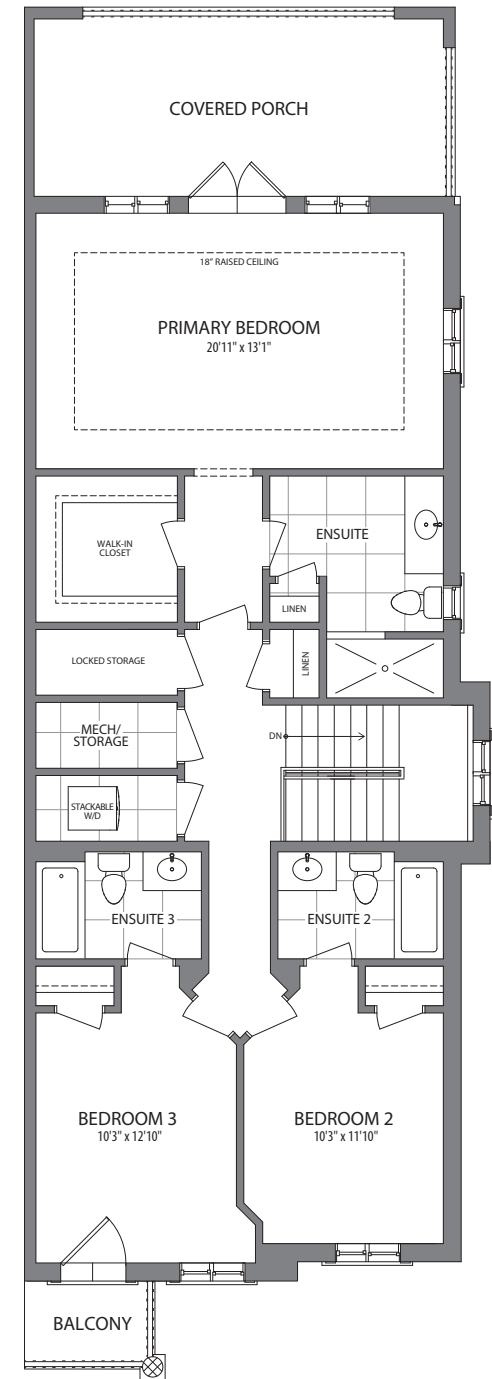 COVERED PORCH
18" RAISED CEILING
PRIMARY BEDROOM
20'11" x 13'1"
WALK-IN
CLOSET
ENSUITE
LINEN
LOCKED STORAGE
LINEN
MECH/
STORAGE
DN
STACKABLE
W/D
ENSUITE 3
ENSUITE 2
BEDROOM 3
10'3" x 12'10"
BEDROOM 2
10'3" x 11'10"
BALCONY